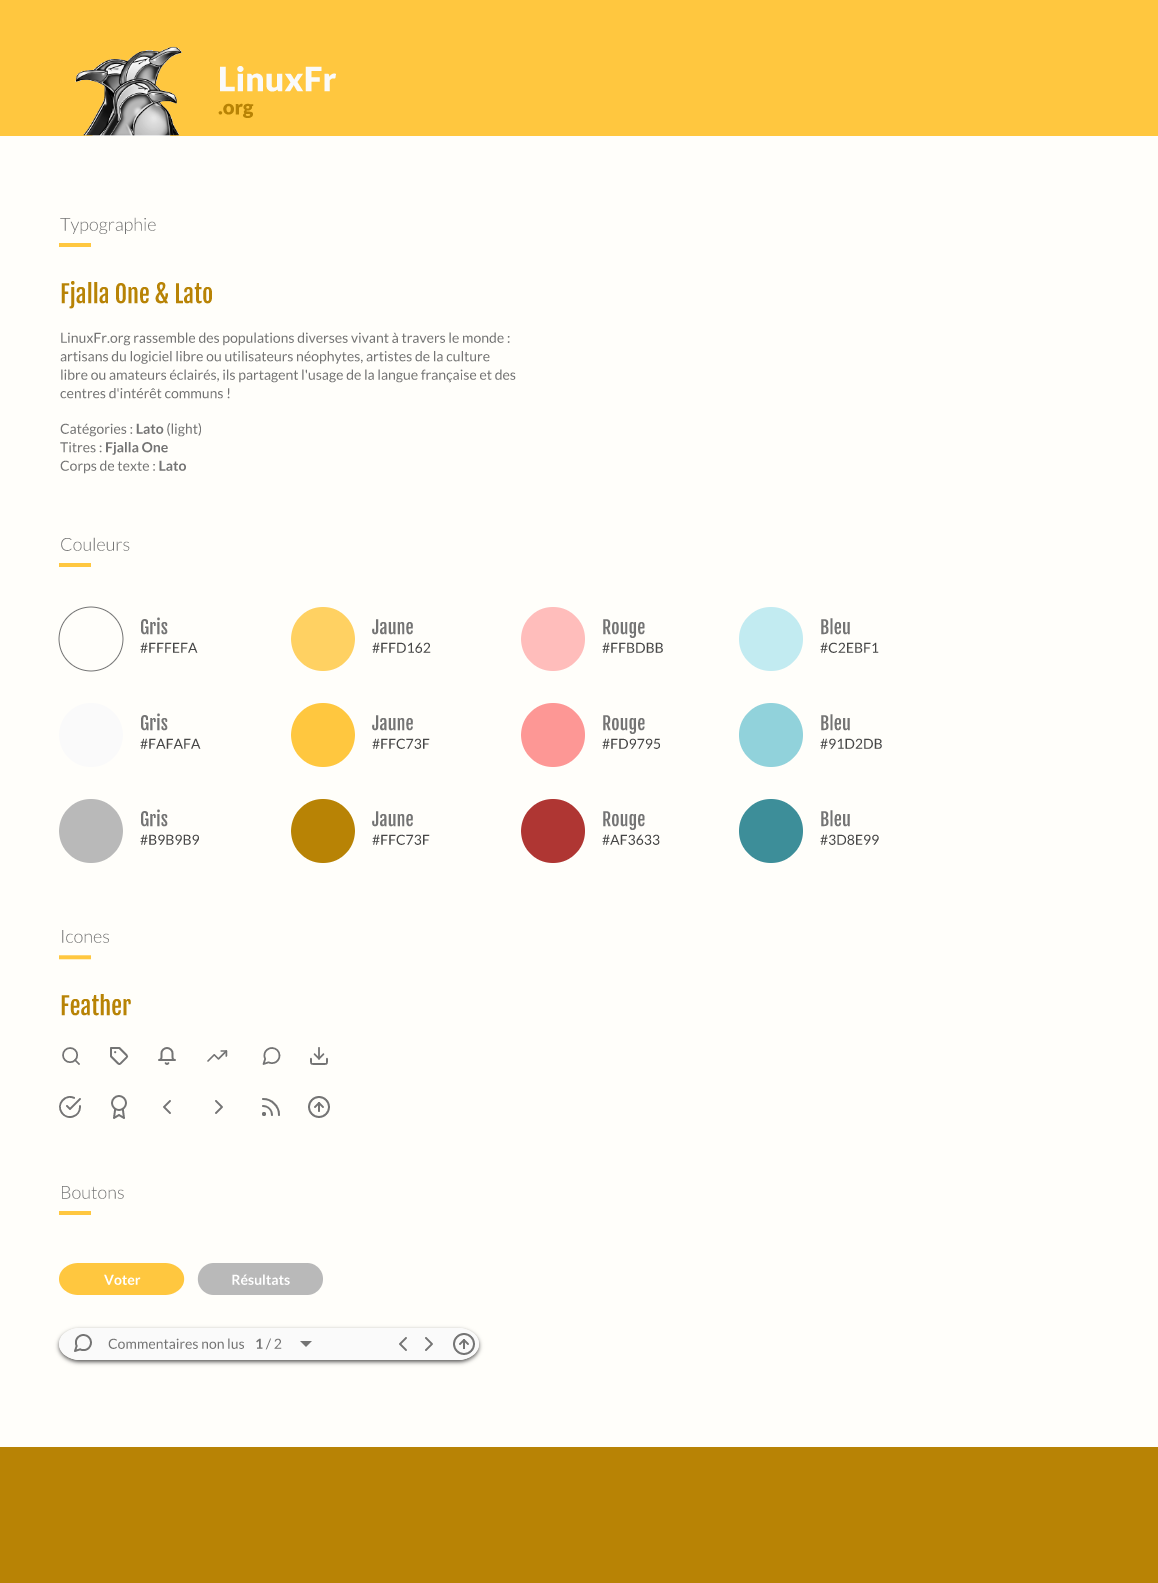 LinuxFr
.org
Typographie
Fjalla One & Lato
LinuxFr.org rassemble des populations diverses vivant à travers le monde :
artisans du logiciel libre ou utilisateurs néophytes, artistes de la culture
libre ou amateurs éclairés, ils partagent l'usage de la langue française et des
centres d'intérêt communs !
Catégories : Lato (light)
Titres : Fjalla One
Corps de texte : Lato
Couleurs
Gris
#FFFEFA
Jaune
#FFD162
Rouge
#FFBDBB
Bleu
#C2EBF1
Gris
#FAFAFA
Jaune
#FFC73F
Rouge
#FD9795
Bleu
#91D2DB
Gris
#B9B9B9
Jaune
#FFC73F
Rouge
#AF3633
Bleu
#3D8E99
Icones
Feather
Boutons
Voter
Résultats
Commentaires non lus 1 / 2